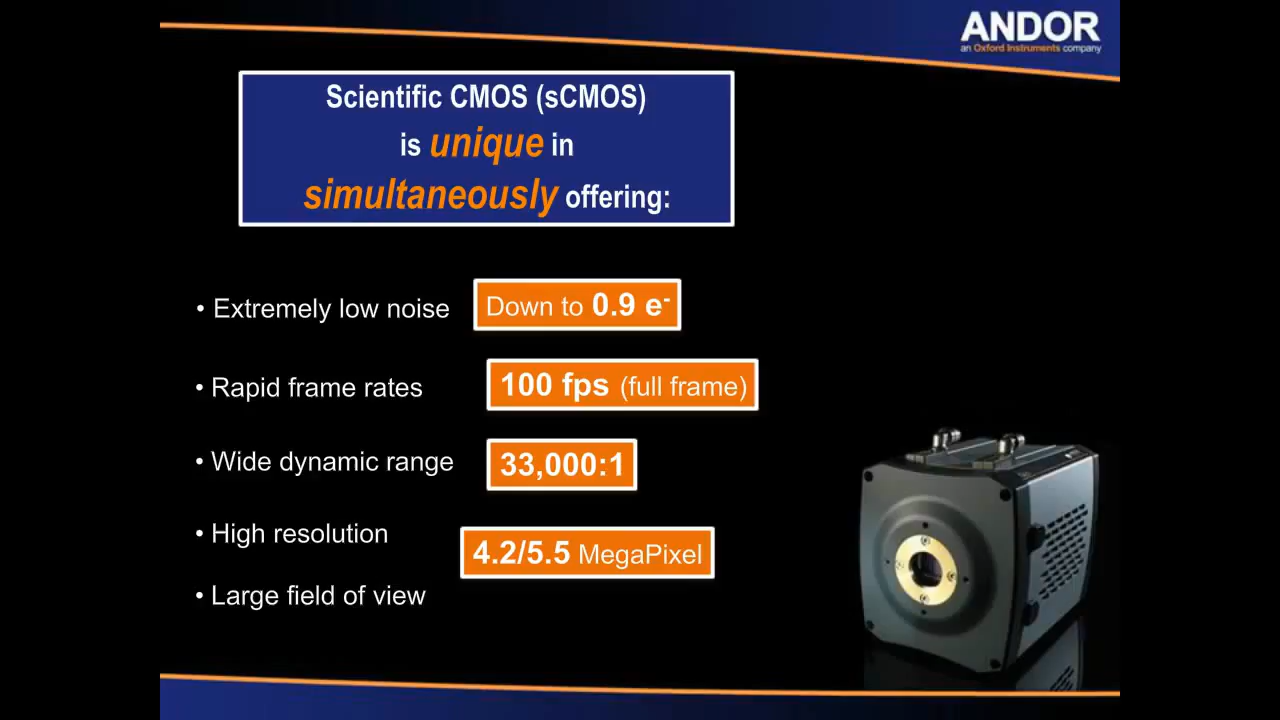 ANDOR
an Oxford Instruments company
Scientific CMOS (sCMOS)
is unique in
simultaneously offering:
• Extremely low noise
Down to 0.9 e-
• Rapid frame rates
100 fps (full frame)
• Wide dynamic range
33,000:1
• High resolution
4.2/5.5 MegaPixel
• Large field of view